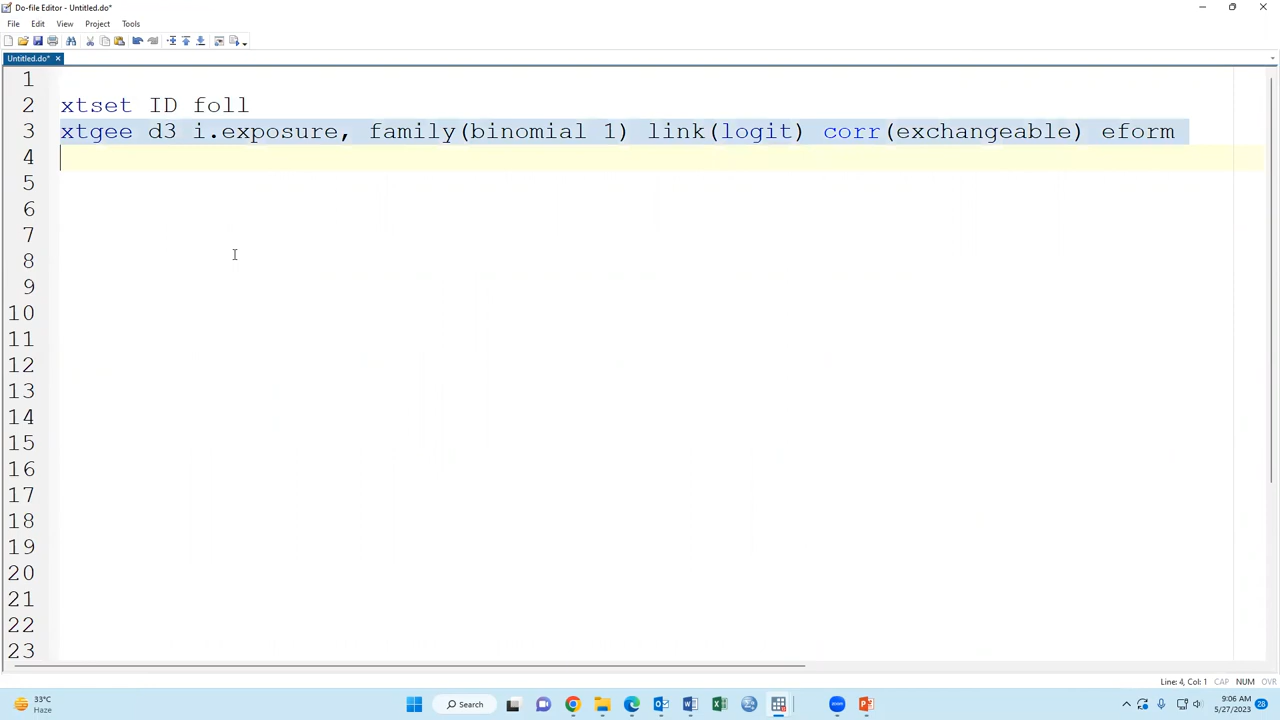 Do-file Editor - Untitled.do*
File Edit View Project Tools
Untitled.do* ×
1
2 xtset ID foll
3 xtgee d3 i.exposure, family(binomial 1) link(logit) corr(exchangeable) eform
4
5
6
7
8
9
10
11
12
13
14
15
16
17
18
19
20
21
22
23
Line: 4, Col: 1 CAP NUM OVR
33°C
Haze
Search
zoom
9:06 AM
5/27/2023
28